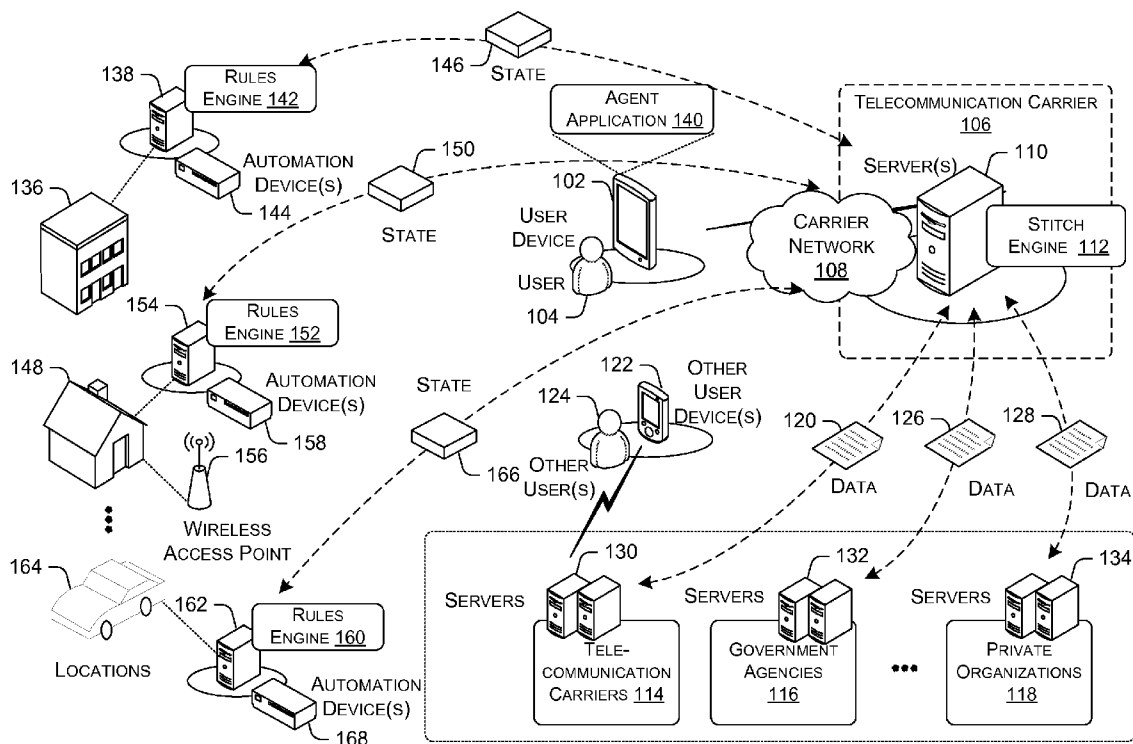 138
RULES
ENGINE 142
146
STATE
AGENT
APPLICATION 140
TELECOMMUNICATION CARRIER
106
SERVER(S)
110
136
AUTOMATION
DEVICE(S)
144
150
STATE
102
USER
DEVICE
USER
104
CARRIER
NETWORK
108
STITCH
ENGINE 112
154
RULES
ENGINE 152
148
AUTOMATION
DEVICE(S)
158
156
WIRELESS
ACCESS POINT
STATE
166
122
OTHER
USER
DEVICE(S)
124
OTHER
USER(S)
120
DATA
126
DATA
128
DATA
164
LOCATIONS
162
RULES
ENGINE 160
AUTOMATION
DEVICE(S)
168
130
SERVERS
TELE-
COMMUNICATION
CARRIERS 114
132
SERVERS
GOVERNMENT
AGENCIES
116
134
SERVERS
PRIVATE
ORGANIZATIONS
118